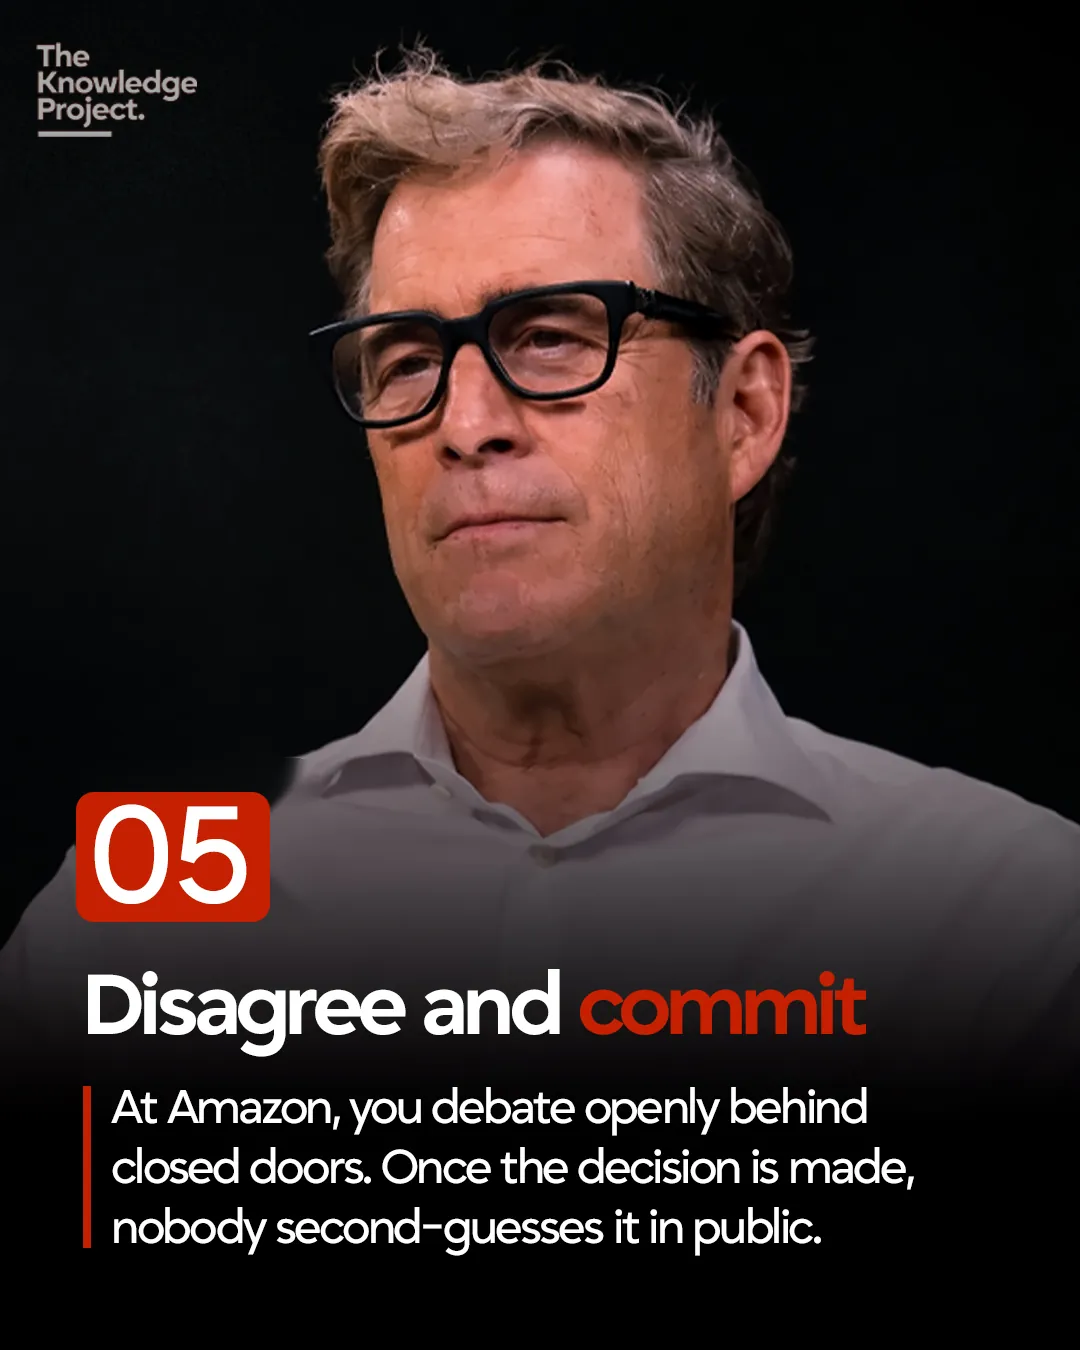 The
Knowledge
Project.
05
Disagree and commit
At Amazon, you debate openly behind
closed doors. Once the decision is made,
nobody second-guesses it in public.